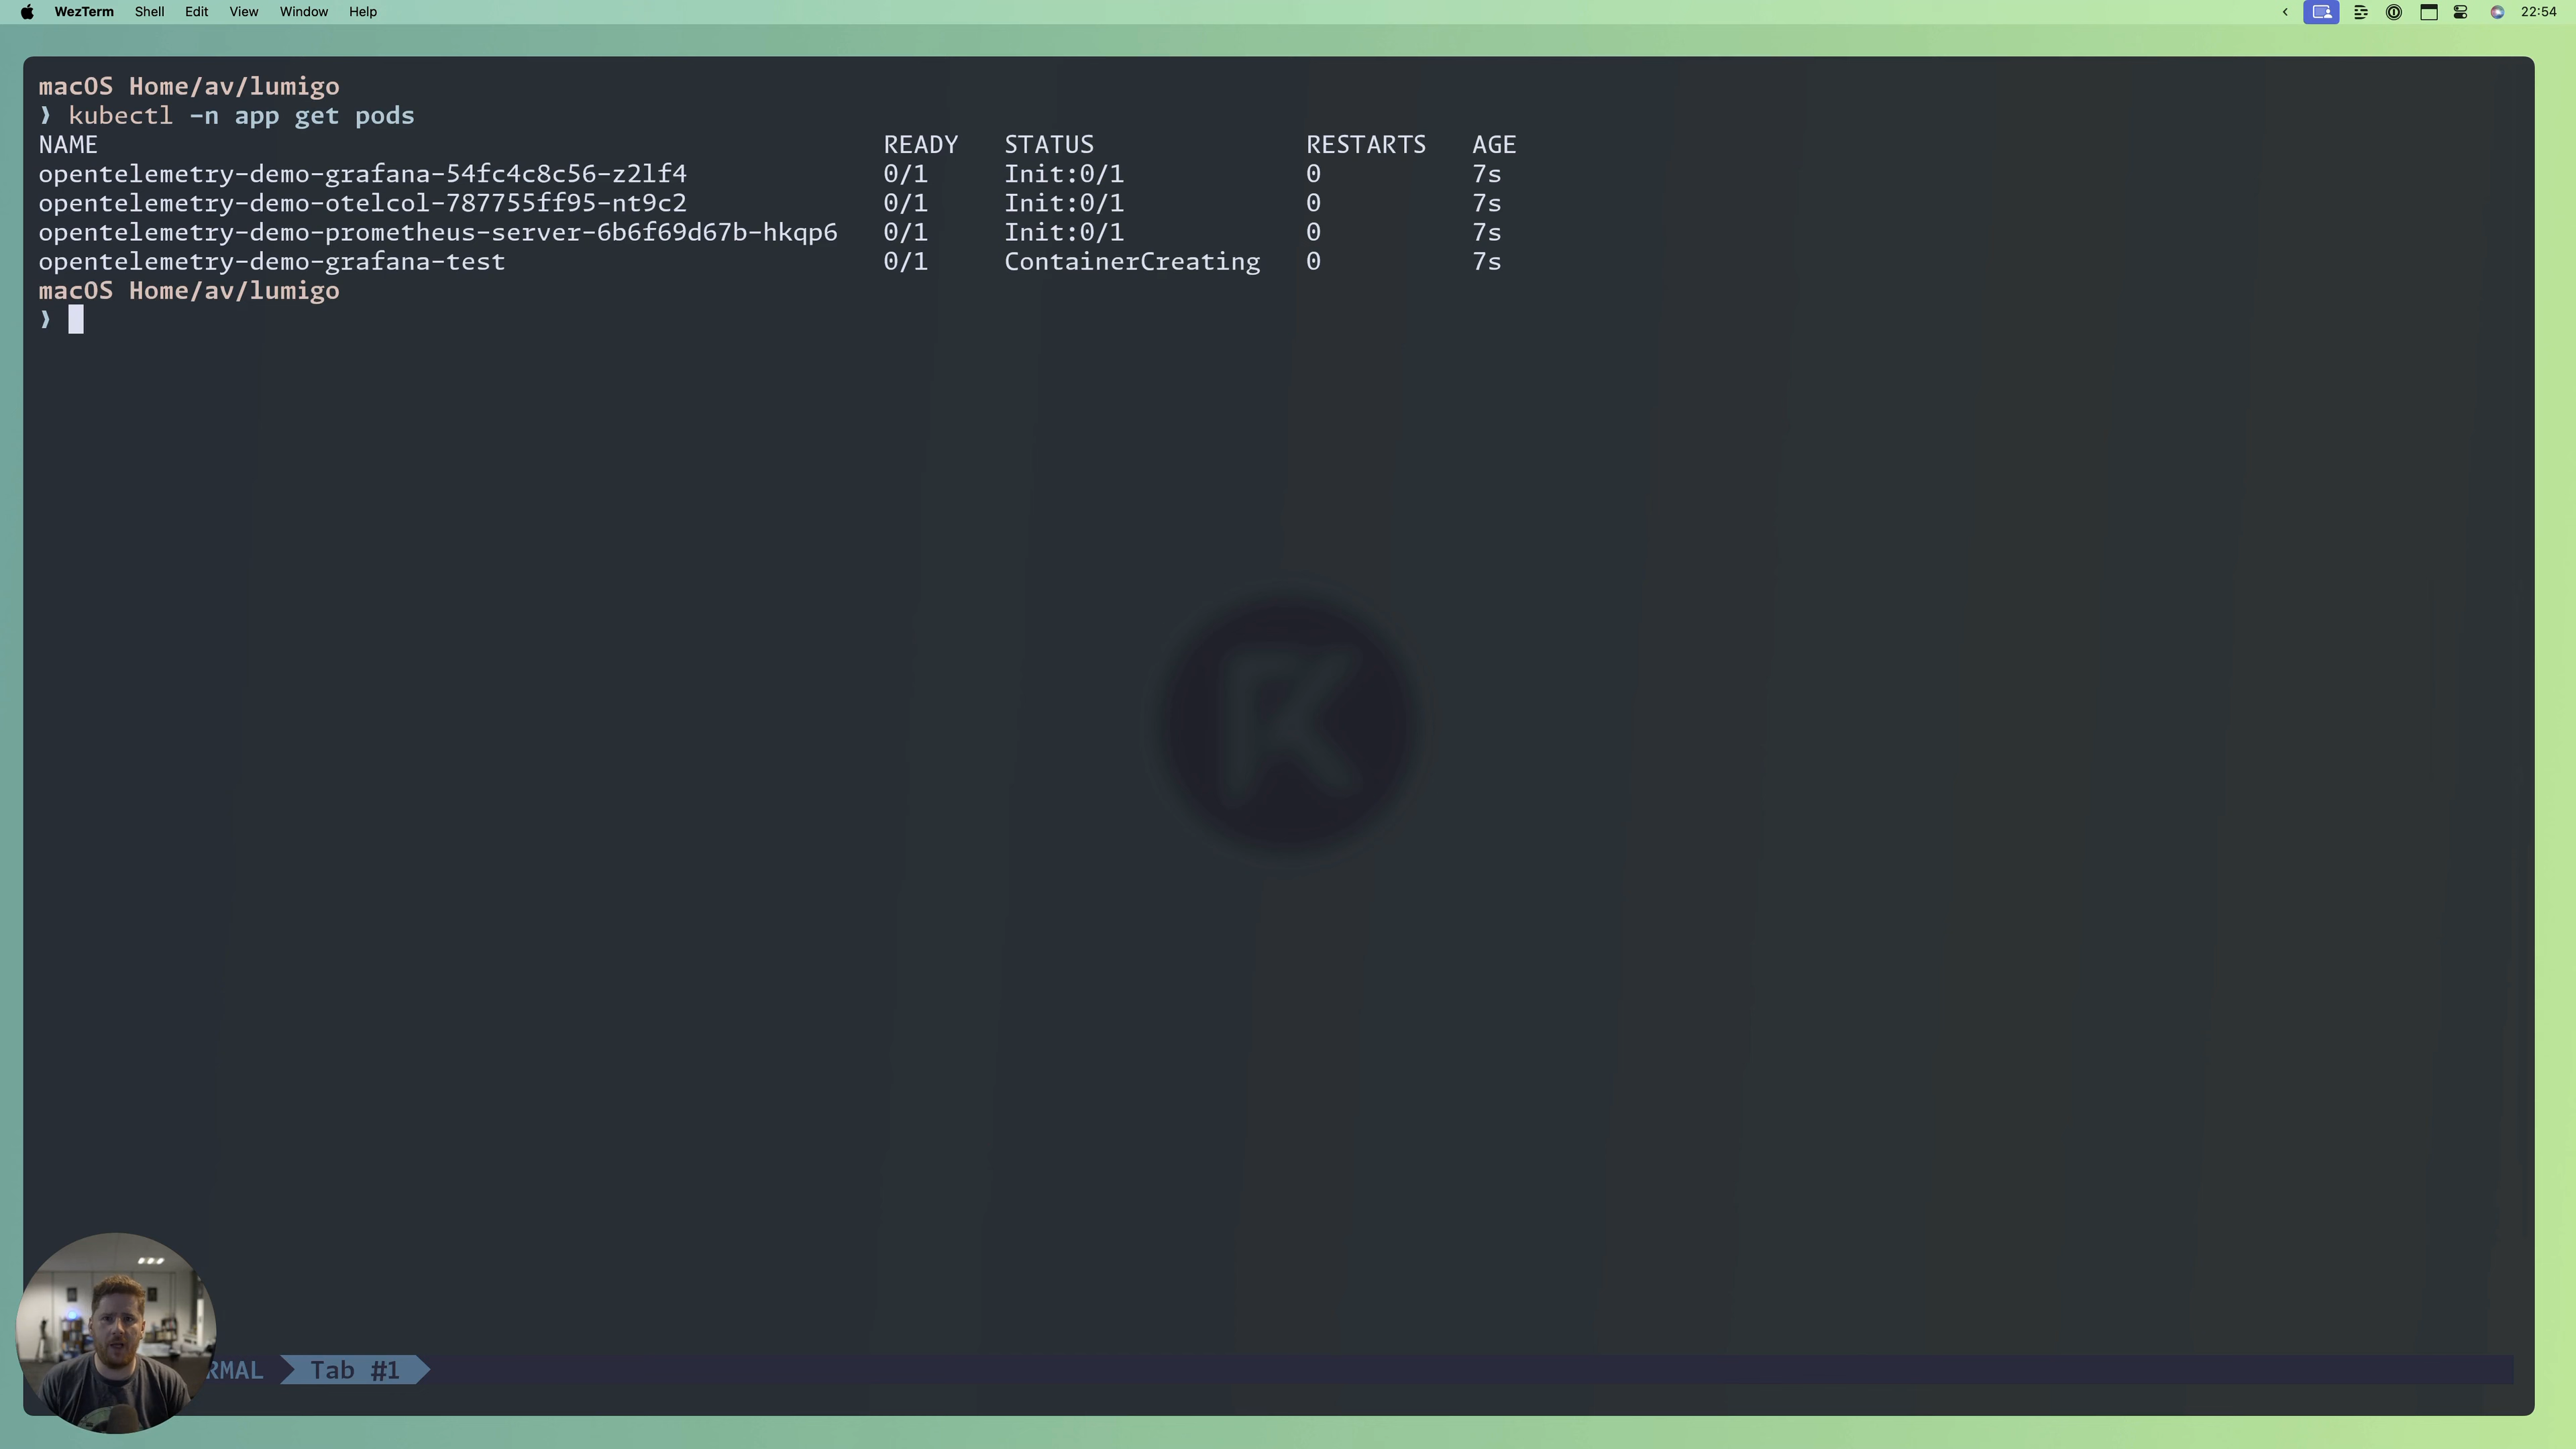 WezTerm Shell Edit View Window Help 22:54
macOS Home/av/lumigo
❯ kubectl -n app get pods
NAME READY STATUS RESTARTS AGE
opentelemetry-demo-grafana-54fc4c8c56-z2lf4 0/1 Init:0/1 0 7s
opentelemetry-demo-otelcol-787755ff95-nt9c2 0/1 Init:0/1 0 7s
opentelemetry-demo-prometheus-server-6b6f69d67b-hkqp6 0/1 Init:0/1 0 7s
opentelemetry-demo-grafana-test 0/1 ContainerCreating 0 7s
macOS Home/av/lumigo
❯
RMAL Tab #1